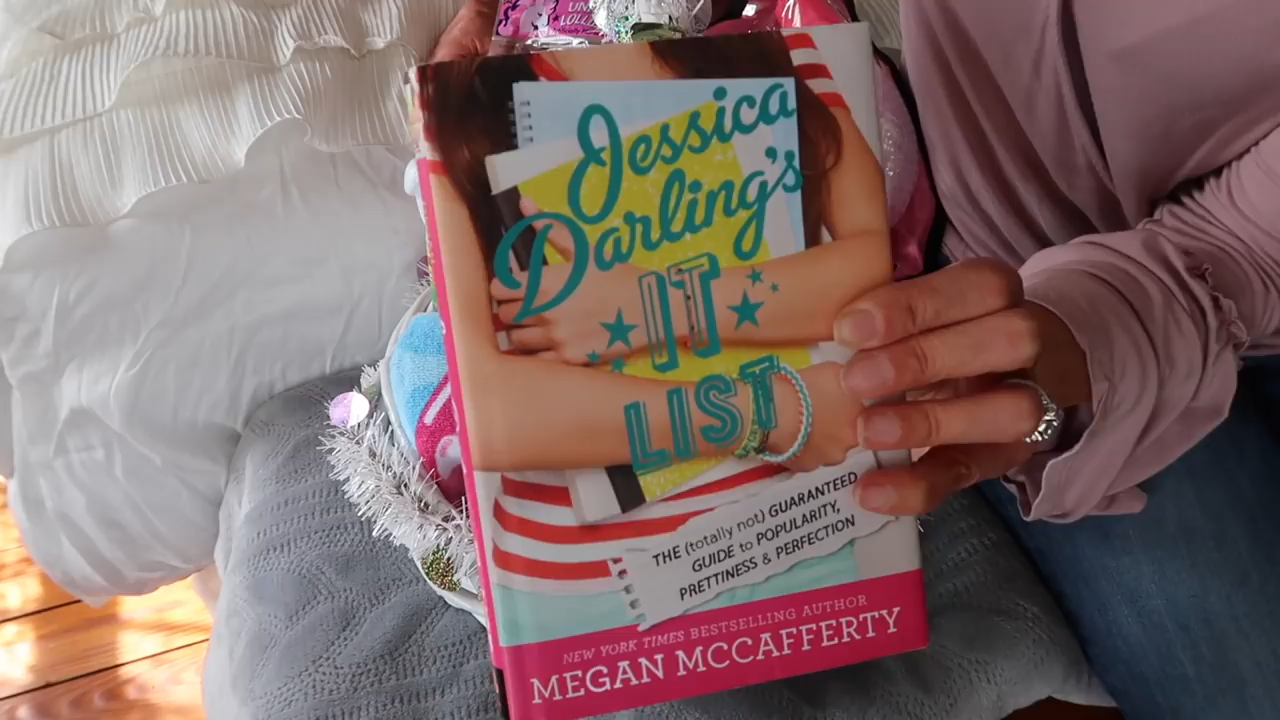 Jessica
Darling's
IT
LIST
THE (totally not) GUARANTEED
GUIDE to POPULARITY,
PRETTINESS & PERFECTION
NEW YORK TIMES BESTSELLING AUTHOR
MEGAN MCCAFFERTY